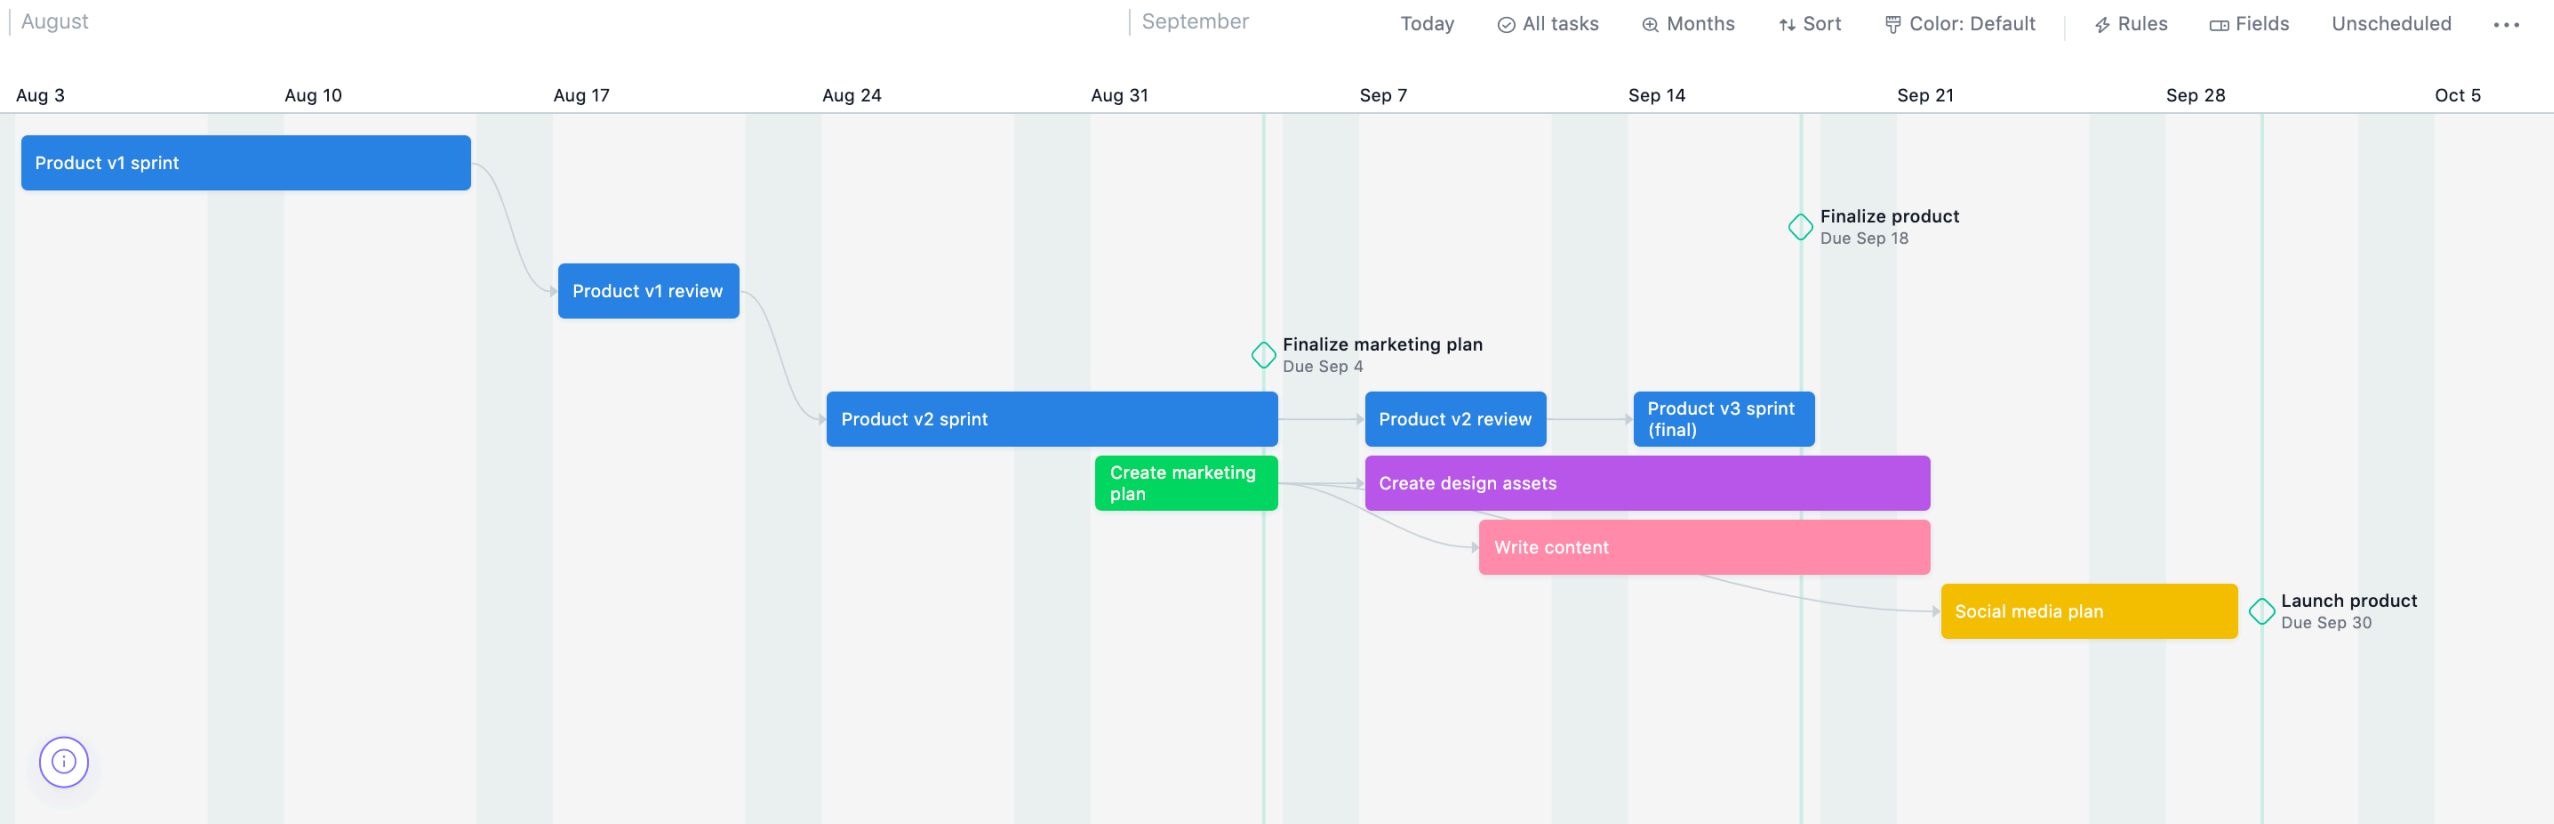 August
September
Today
All tasks
Months
Sort
Color: Default
Rules
Fields
Unscheduled
Aug 3
Aug 10
Aug 17
Aug 24
Aug 31
Sep 7
Sep 14
Sep 21
Sep 28
Oct 5
Product v1 sprint
Finalize product
Due Sep 18
Product v1 review
Finalize marketing plan
Due Sep 4
Product v2 sprint
Product v2 review
Product v3 sprint
(final)
Create marketing
plan
Create design assets
Write content
Social media plan
Launch product
Due Sep 30